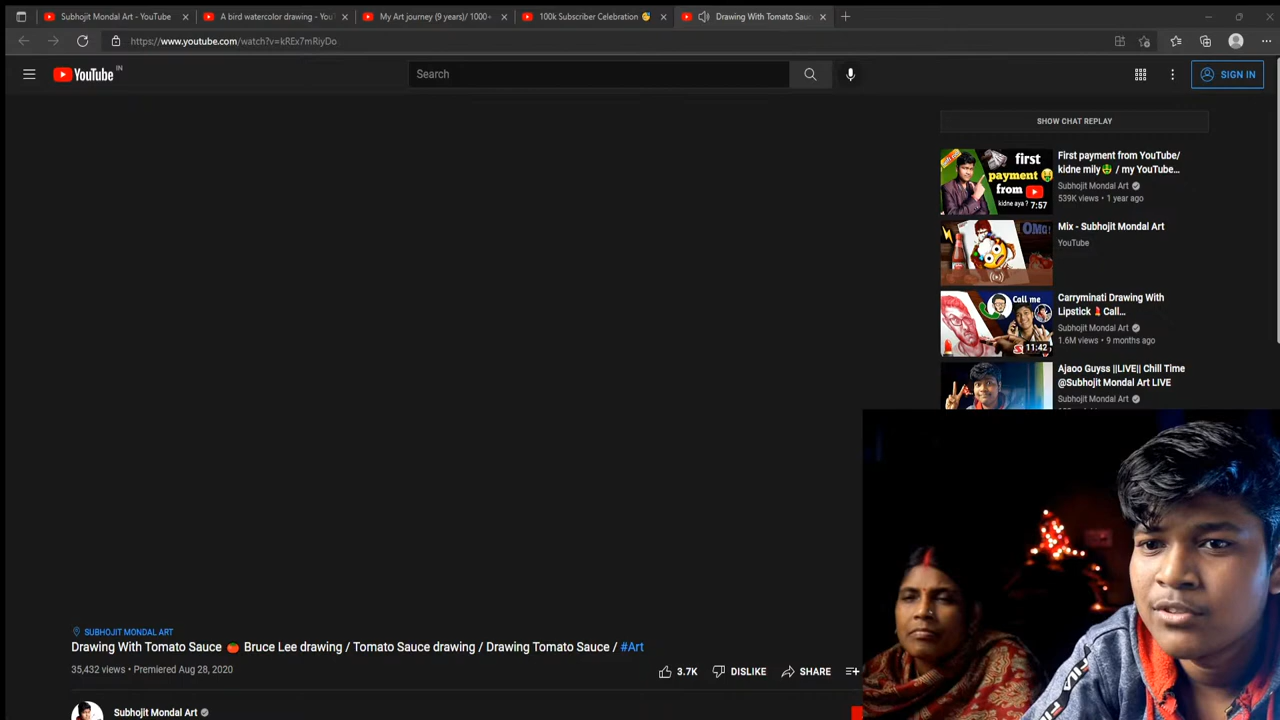 Subhojit Mondal Art - YouTube
A bird watercolor drawing - You
My Art journey (9 years)/ 1000+
100k Subscriber Celebration
Drawing With Tomato Sauc
https://www.youtube.com/watch?v=kREx7mRiyDo
YouTube IN
Search
SIGN IN
SHOW CHAT REPLAY
first
payment
from
kidne aya ?
7:57
First payment from YouTube/
kidne mily🤑 / my YouTube...
Subhojit Mondal Art
539K views • 1 year ago
OMG!
Mix - Subhojit Mondal Art
YouTube
Call me
11:42
Carryminati Drawing With
Lipstick 💄 Call...
Subhojit Mondal Art
1.6M views • 9 months ago
Ajaoo Guyss ||LIVE|| Chill Time
@Subhojit Mondal Art LIVE
Subhojit Mondal Art
SUBHOJIT MONDAL ART
Drawing With Tomato Sauce 🍅 Bruce Lee drawing / Tomato Sauce drawing / Drawing Tomato Sauce / #Art
35,432 views • Premiered Aug 28, 2020
3.7K
DISLIKE
SHARE
Subhojit Mondal Art
FILA